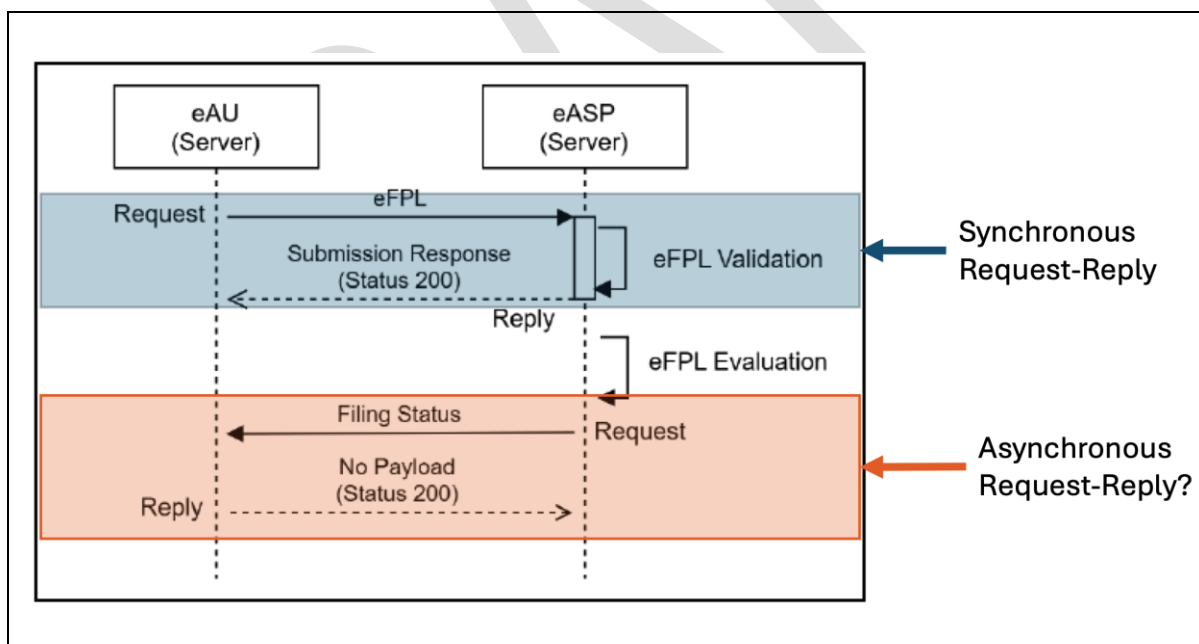 eAU
(Server)
eASP
(Server)
Request
eFPL
Submission Response
(Status 200)
eFPL Validation
Reply
Synchronous
Request-Reply
eFPL Evaluation
Filing Status
Request
No Payload
(Status 200)
Reply
Asynchronous
Request-Reply?